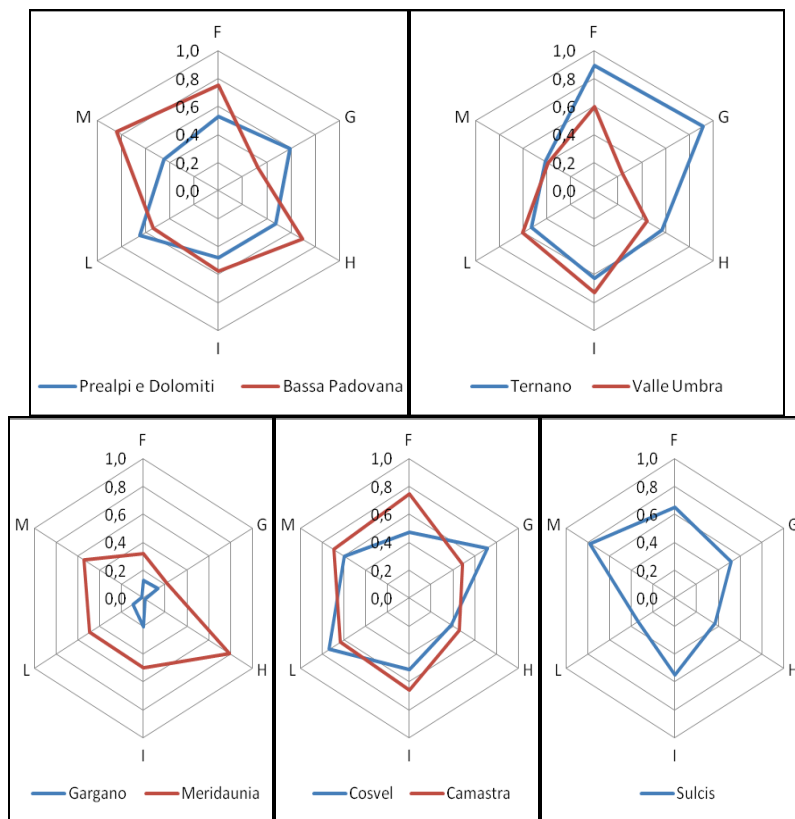 F
1,0
0,8
0,6
0,4
0,2
0,0
M
G
L
H
I
Prealpi e Dolomiti
Bassa Padovana
F
1,0
0,8
0,6
0,4
0,2
0,0
M
G
L
H
I
Ternano
Valle Umbra
F
1,0
0,8
0,6
0,4
0,2
0,0
M
G
L
H
I
Gargano
Meridaunia
F
1,0
0,8
0,6
0,4
0,2
0,0
M
G
L
H
I
Cosvel
Camastra
F
1,0
0,8
0,6
0,4
0,2
0,0
M
G
L
H
I
Sulcis